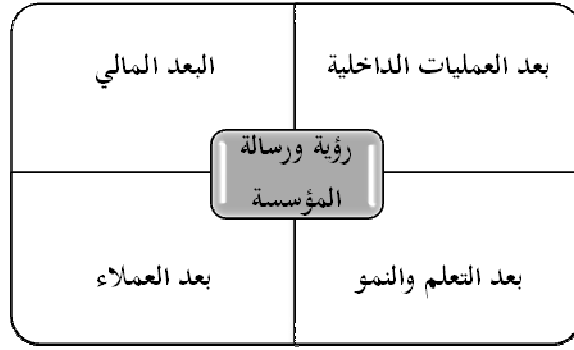 بعد العمليات الداخلية
البعد المالي
رؤية ورسالة
المؤسسة
بعد التعلم والنمو
بعد العملاء